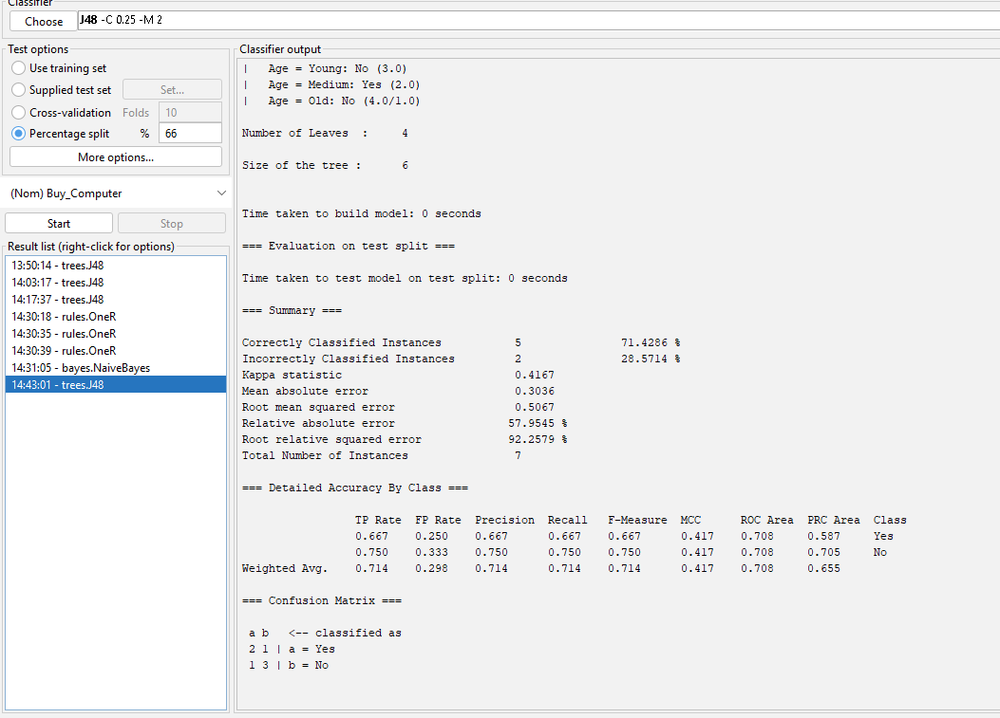 Classifier
Choose J48 -C 0.25 -M 2
Test options
Use training set
Supplied test set Set...
Cross-validation Folds 10
Percentage split % 66
More options...
(Nom) Buy_Computer
Start Stop
Result list (right-click for options)
13:50:14 - trees.J48
14:03:17 - trees.J48
14:17:37 - trees.J48
14:30:18 - rules.OneR
14:30:35 - rules.OneR
14:30:39 - rules.OneR
14:31:05 - bayes.NaiveBayes
14:43:01 - trees.J48
Classifier output
|   Age = Young: No (3.0)
|   Age = Medium: Yes (2.0)
|   Age = Old: No (4.0/1.0)
Number of Leaves  :     4
Size of the tree :      6
Time taken to build model: 0 seconds
=== Evaluation on test split ===
Time taken to test model on test split: 0 seconds
=== Summary ===
Correctly Classified Instances           5               71.4286 %
Incorrectly Classified Instances         2               28.5714 %
Kappa statistic                          0.4167
Mean absolute error                      0.3036
Root mean squared error                  0.5067
Relative absolute error                 57.9545 %
Root relative squared error             92.2579 %
Total Number of Instances                7
=== Detailed Accuracy By Class ===
TP Rate  FP Rate  Precision  Recall   F-Measure  MCC      ROC Area  PRC Area  Class
0.667    0.250    0.667      0.667    0.667      0.417    0.708     0.587     Yes
0.750    0.333    0.750      0.750    0.750      0.417    0.708     0.705     No
Weighted Avg.    0.714    0.298    0.714      0.714    0.714      0.417    0.708     0.655
=== Confusion Matrix ===
a b   <-- classified as
2 1 | a = Yes
1 3 | b = No